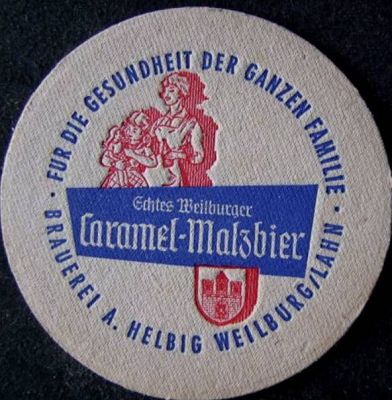 FÜR DIE GESUNDHEIT DER GANZEN FAMILIE
Echtes Weilburger
Caramel-Malzbier
BRAUEREI A. HELBIG WEILBURG/LAHN